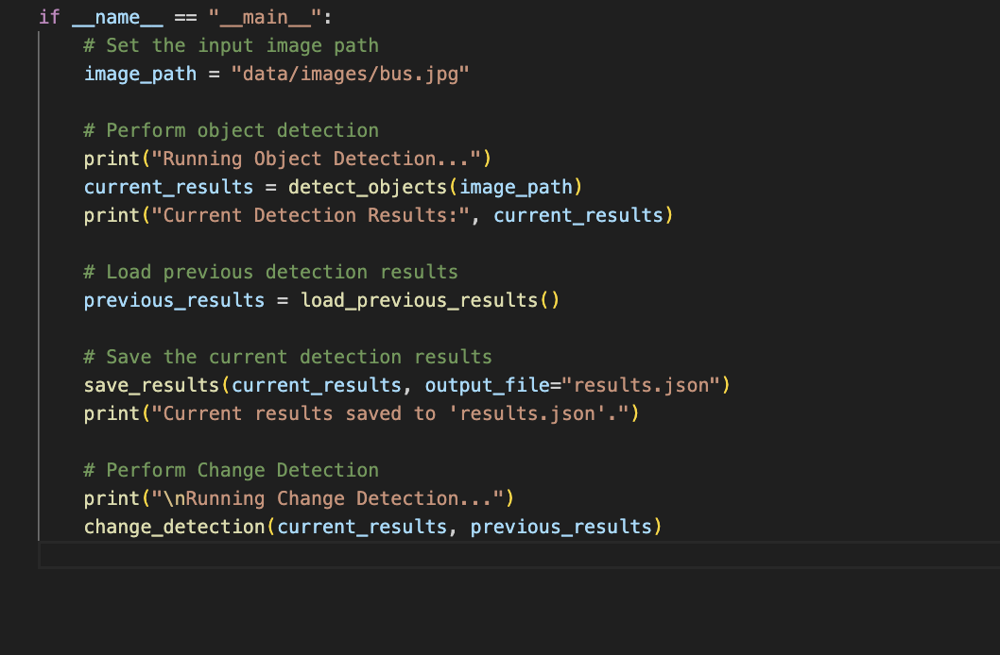 if __name__ == "__main__":
    # Set the input image path
    image_path = "data/images/bus.jpg"

    # Perform object detection
    print("Running Object Detection...")
    current_results = detect_objects(image_path)
    print("Current Detection Results:", current_results)

    # Load previous detection results
    previous_results = load_previous_results()

    # Save the current detection results
    save_results(current_results, output_file="results.json")
    print("Current results saved to 'results.json'.")

    # Perform Change Detection
    print("\nRunning Change Detection...")
    change_detection(current_results, previous_results)